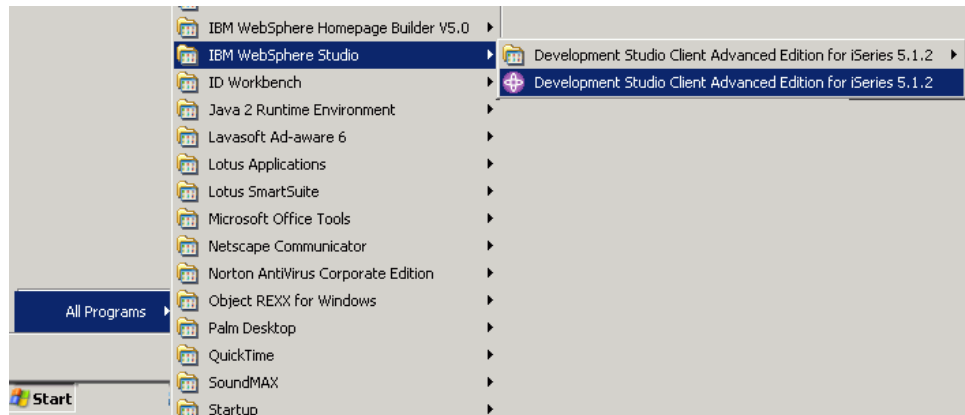 IBM WebSphere Homepage Builder V5.0
IBM WebSphere Studio
Development Studio Client Advanced Edition for iSeries 5.1.2
ID Workbench
Development Studio Client Advanced Edition for iSeries 5.1.2
Java 2 Runtime Environment
Lavasoft Ad-aware 6
Lotus Applications
Lotus SmartSuite
Microsoft Office Tools
Netscape Communicator
Norton AntiVirus Corporate Edition
Object REXX for Windows
All Programs
Palm Desktop
QuickTime
SoundMAX
Start
Startup